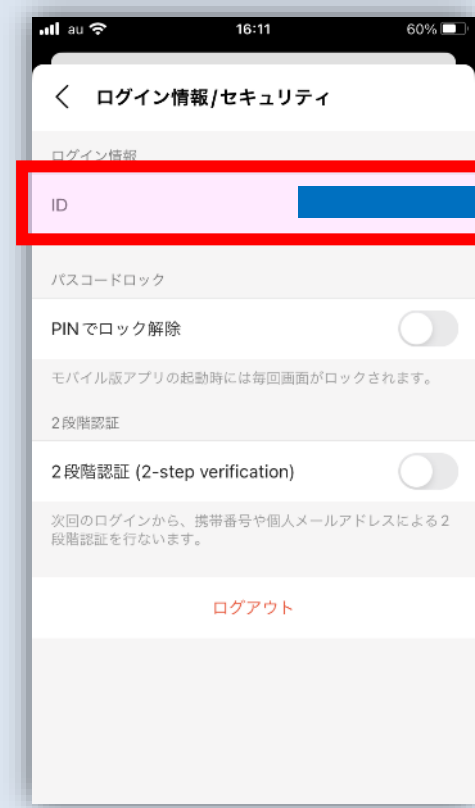 au 16:11 60%
ログイン情報/セキュリティ
ログイン情報
ID
パスコードロック
PINでロック解除
モバイル版アプリの起動時には毎回画面がロックされます。
2段階認証
2段階認証 (2-step verification)
次回のログインから、携帯番号や個人メールアドレスによる2
段階認証を行ないます。
ログアウト